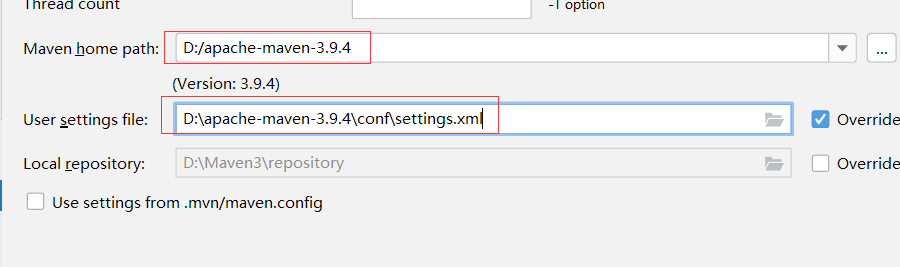 Thread count
-T option
Maven home path: D:/apache-maven-3.9.4 ...
(Version: 3.9.4)
User settings file: D:\apache-maven-3.9.4\conf\settings.xml Override
Local repository: D:\Maven3\repository Override
Use settings from .mvn/maven.config